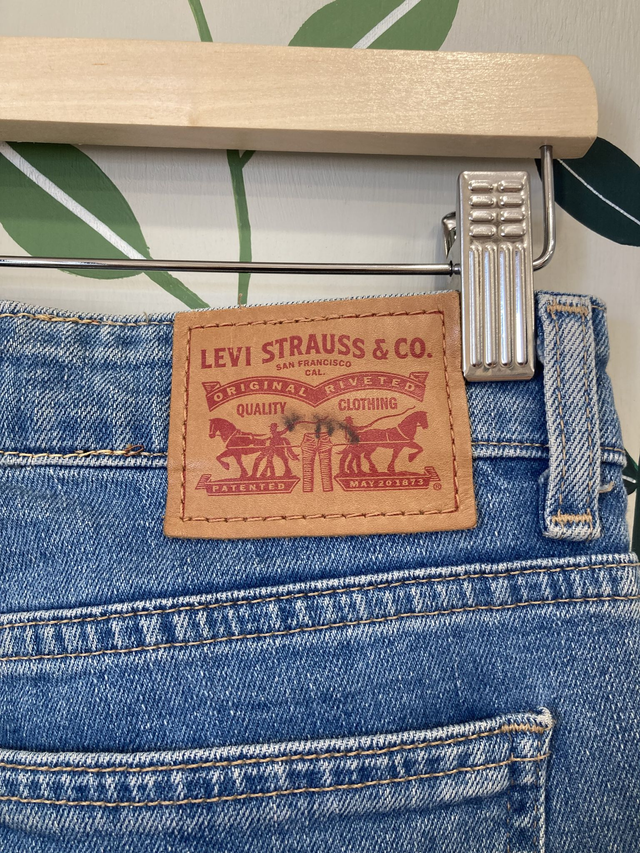 LEVI STRAUSS & CO.
SAN FRANCISCO
CAL.
ORIGINAL RIVETED
QUALITY CLOTHING
PATENTED MAY 20 1873 ®